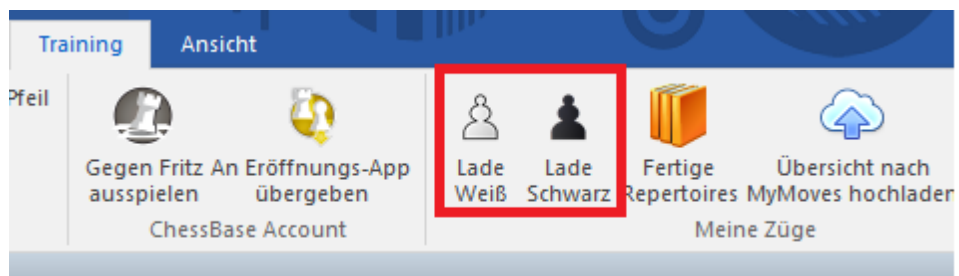 Training Ansicht
Pfeil
Gegen Fritz An Eröffnungs-App Lade Lade Fertige Übersicht nach
ausspielen übergeben Weiß Schwarz Repertoires MyMoves hochladen
ChessBase Account Meine Züge